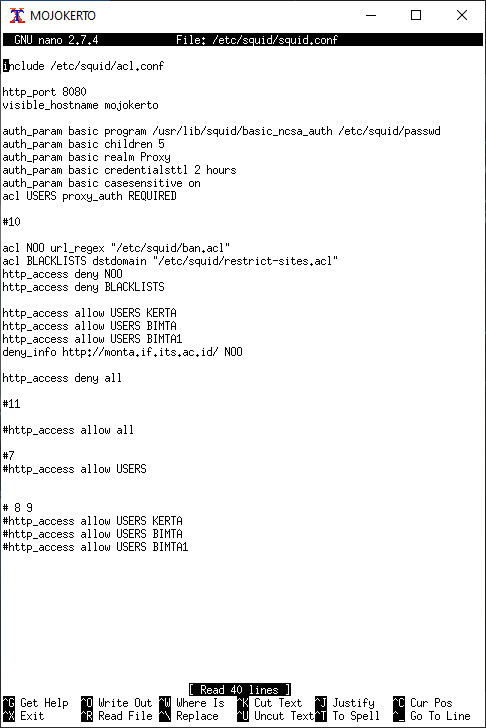 MOJOKERTO
GNU nano 2.7.4 File: /etc/squid/squid.conf
include /etc/squid/acl.conf
http_port 8080
visible_hostname mojokerto
auth_param basic program /usr/lib/squid/basic_ncsa_auth /etc/squid/passwd
auth_param basic children 5
auth_param basic realm Proxy
auth_param basic credentialsttl 2 hours
auth_param basic casesensitive on
acl USERS proxy_auth REQUIRED
#10
acl NOO url_regex "/etc/squid/ban.acl"
acl BLACKLISTS dstdomain "/etc/squid/restrict-sites.acl"
http_access deny NOO
http_access deny BLACKLISTS
http_access allow USERS KERTA
http_access allow USERS BIMTA
http_access allow USERS BIMTA1
deny_info http://monta.if.its.ac.id/ NOO
http_access deny all
#11
#http_access allow all
#7
#http_access allow USERS
# 8 9
#http_access allow USERS KERTA
#http_access allow USERS BIMTA
#http_access allow USERS BIMTA1
[ Read 40 lines ]
^G Get Help ^O Write Out ^W Where Is ^K Cut Text ^J Justify ^C Cur Pos
^X Exit ^R Read File ^\ Replace ^U Uncut Text ^T To Spell ^_ Go To Line